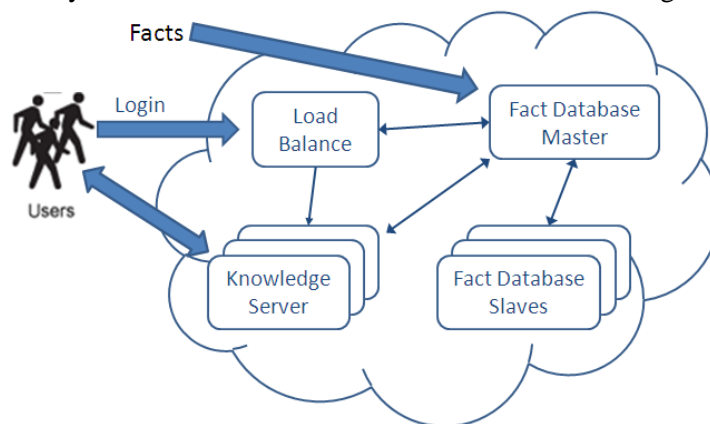 Facts
Login
Load
Balance
Fact Database
Master
Users
Knowledge
Server
Fact Database
Slaves